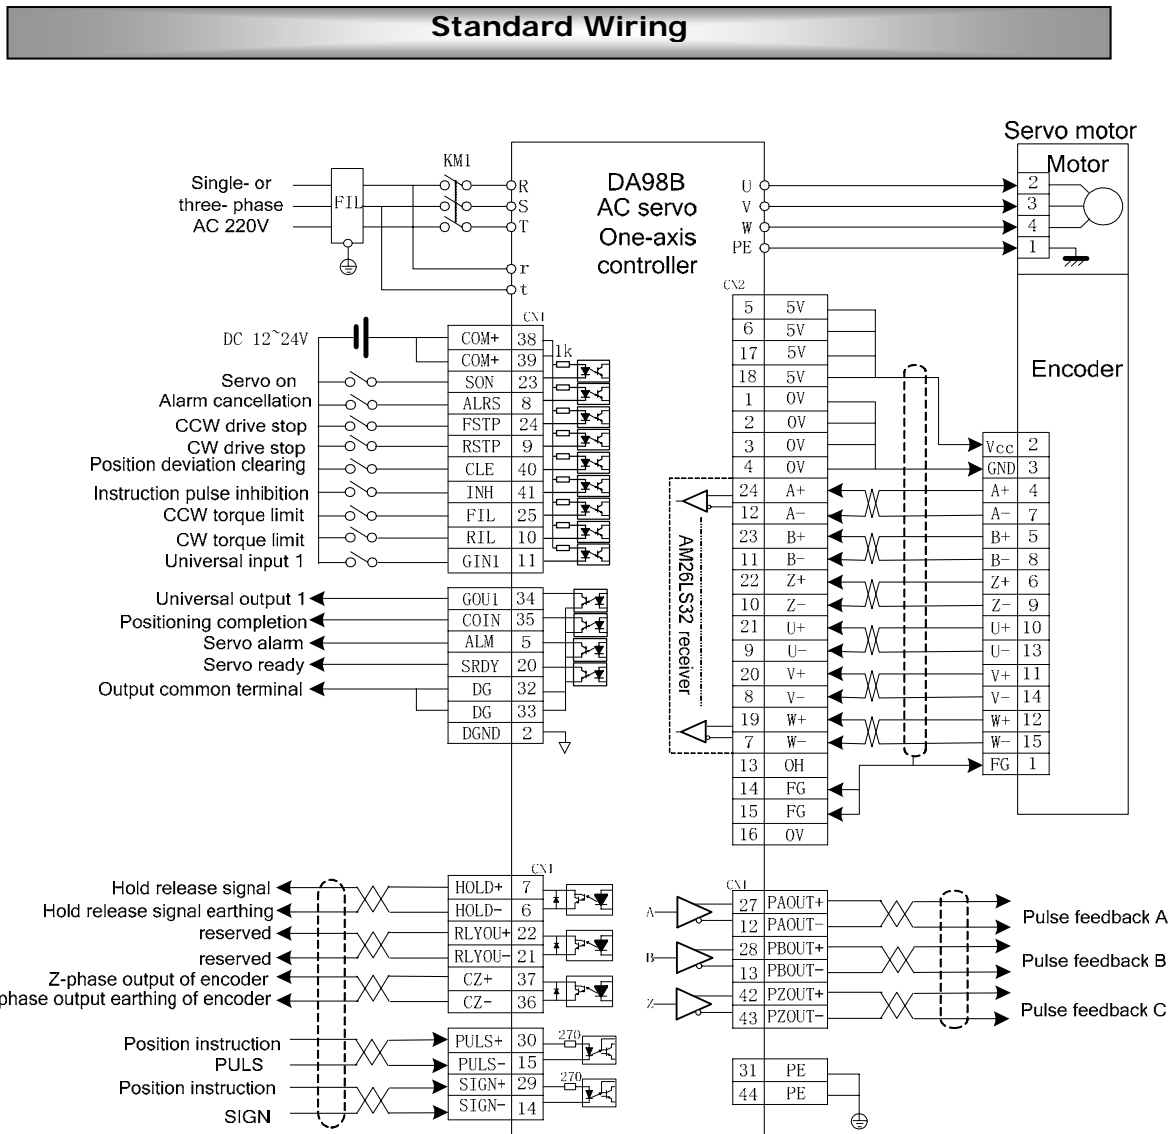 Standard Wiring
Servo motor
Motor
KM1
Single- or
three- phase
AC 220V
FIL
R
S
T
r
t
DA98B
AC servo
One-axis
controller
U
V
W
PE
2
3
4
1
CN2
5 5V
6 5V
17 5V
18 5V
1 0V
2 0V
3 0V
4 0V
24 A+
12 A-
23 B+
11 B-
22 Z+
10 Z-
21 U+
9 U-
20 V+
8 V-
19 W+
7 W-
13 OH
14 FG
15 FG
16 0V
AM26LS32 receiver
Encoder
Vcc 2
GND 3
A+ 4
A- 7
B+ 5
B- 8
Z+ 6
Z- 9
U+ 10
U- 13
V+ 11
V- 14
W+ 12
W- 15
FG 1
CN1
DC 12~24V COM+ 38
COM+ 39
1k
Servo on SON 23
Alarm cancellation ALRS 8
CCW drive stop FSTP 24
CW drive stop RSTP 9
Position deviation clearing CLE 40
Instruction pulse inhibition INH 41
CCW torque limit FIL 25
CW torque limit RIL 10
Universal input 1 GIN1 11
Universal output 1 GOU1 34
Positioning completion COIN 35
Servo alarm ALM 5
Servo ready SRDY 20
Output common terminal DG 32
DG 33
DGND 2
CN1
Hold release signal HOLD+ 7
Hold release signal earthing HOLD- 6
reserved RLYOU+ 22
reserved RLYOU- 21
Z-phase output of encoder CZ+ 37
phase output earthing of encoder CZ- 36
Position instruction PULS+ 30 270
PULS PULS- 15
Position instruction SIGN+ 29 270
SIGN SIGN- 14
CN1
A 27 PAOUT+
12 PAOUT-
Pulse feedback A
B 28 PBOUT+
13 PBOUT-
Pulse feedback B
Z 42 PZOUT+
43 PZOUT-
Pulse feedback C
31 PE
44 PE